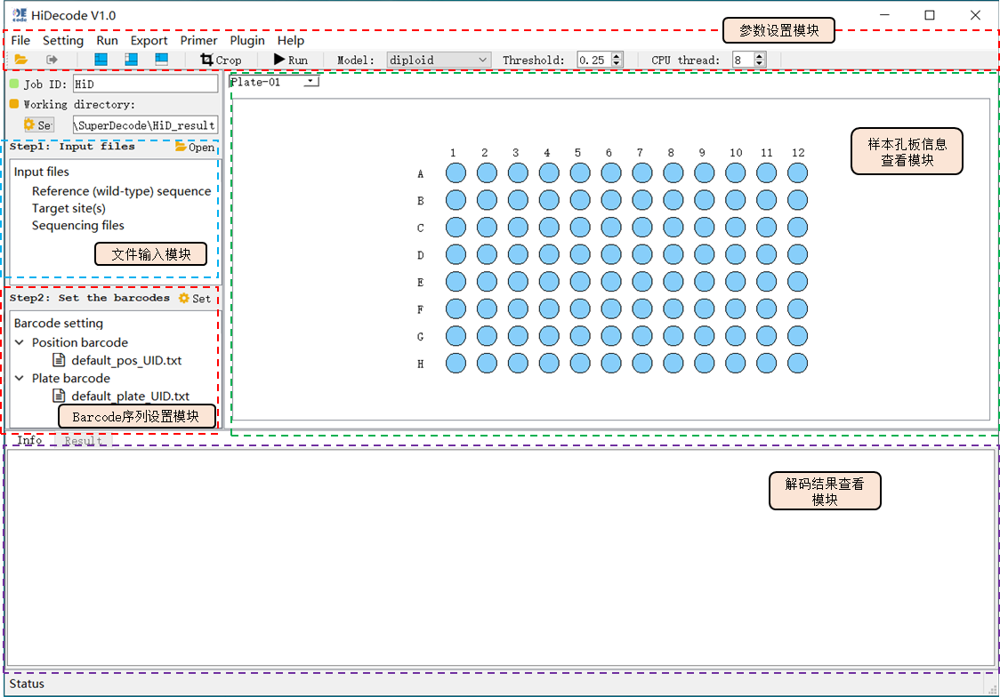 HiDecode V1.0
参数设置模块
File Setting Run Export Primer Plugin Help
Crop Run Model: diploid Threshold: 0.25 CPU thread: 8
Job ID: HiD
Plate-01
Working directory:
Se \SuperDecode\HiD_result
Step1: Input files Open
Input files
Reference (wild-type) sequence
Target site(s)
Sequencing files
文件输入模块
样本孔板信息
查看模块
1 2 3 4 5 6 7 8 9 10 11 12
A
B
C
D
E
F
G
H
Step2: Set the barcodes Set
Barcode setting
Position barcode
default_pos_UID.txt
Plate barcode
default_plate_UID.txt
Barcode序列设置模块
Info Result
解码结果查看
模块
Status